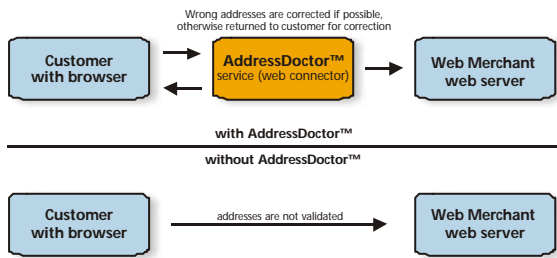 Wrong addresses are corrected if possible,
otherwise returned to customer for correction
Customer
with browser
AddressDoctor™
service (web connector)
Web Merchant
web server
with AddressDoctor™
without AddressDoctor™
Customer
with browser
addresses are not validated
Web Merchant
web server